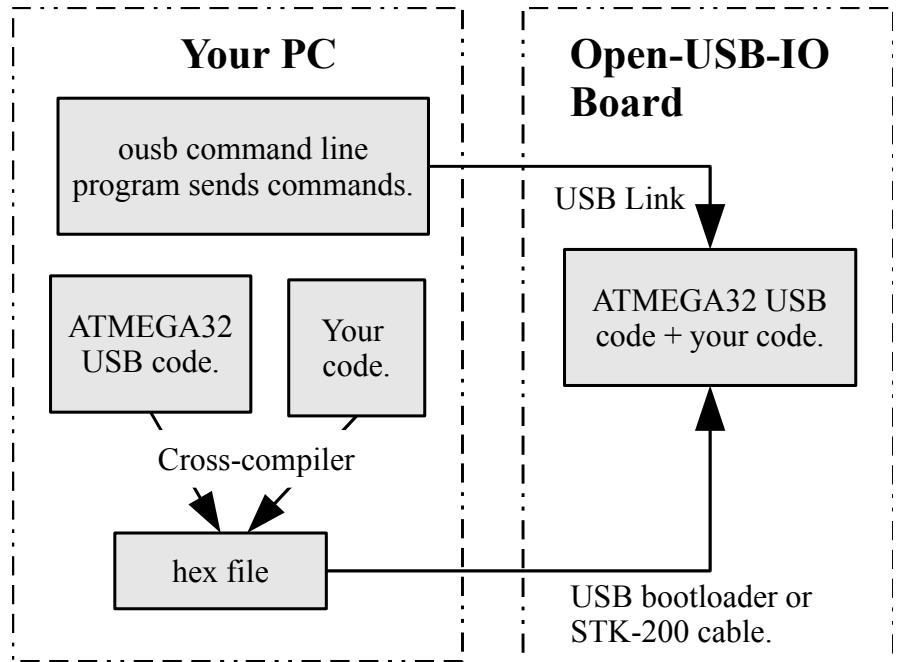 Your PC
ousb command line
program sends commands.
ATMEGA32
USB code.
Your
code.
Cross-compiler
hex file
Open-USB-IO
Board
USB Link
ATMEGA32 USB
code + your code.
USB bootloader or
STK-200 cable.